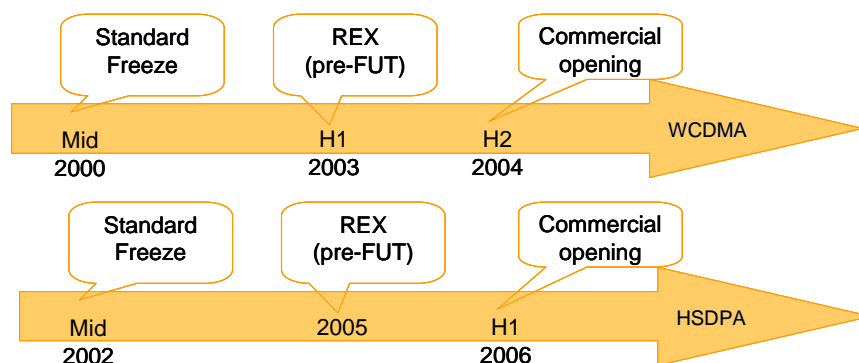 Standard
Freeze
REX
(pre-FUT)
Commercial
opening
Mid
2000
H1
2003
H2
2004
WCDMA
Standard
Freeze
REX
(pre-FUT)
Commercial
opening
Mid
2002
2005
H1
2006
HSDPA